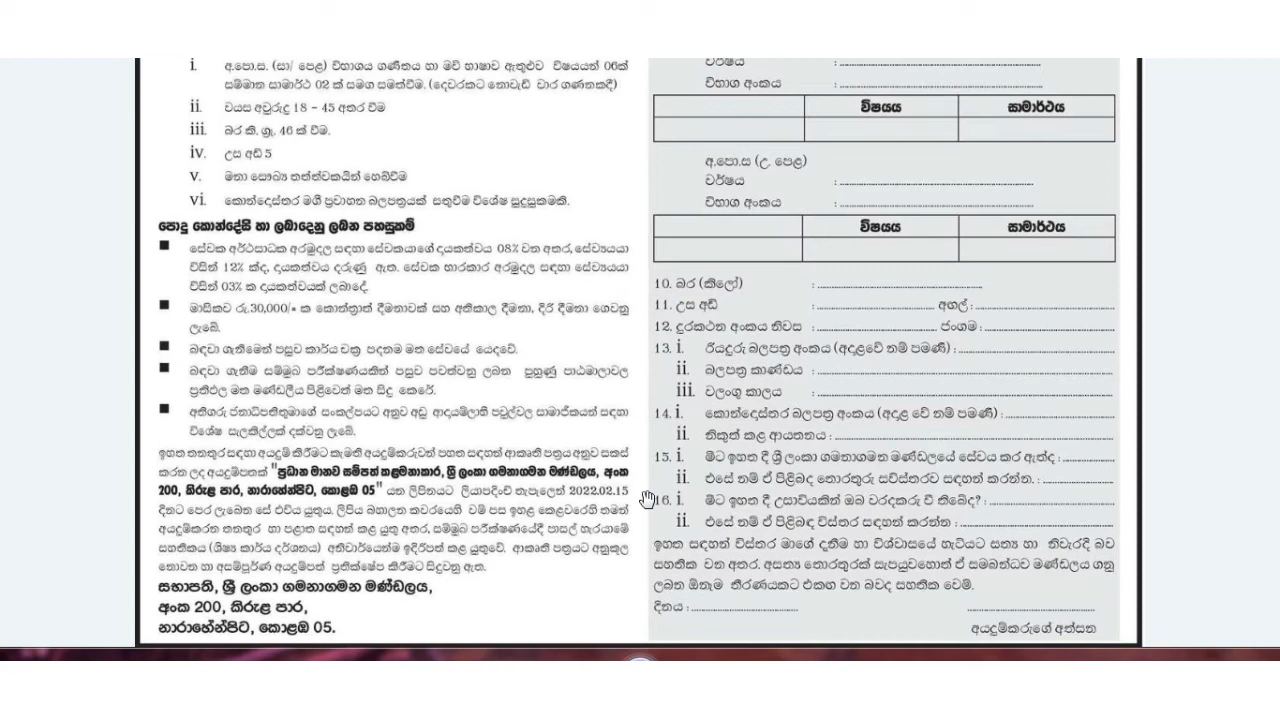 i. අ.පො.ස. (සා/ පෙළ) විභාගය ගණිතය හා මව් භාෂාව ඇතුළුව විෂයයන් 06ක්
සම්මාන සාමාර්ථ 02 ක් සමග සමත්වීම. (දෙවරකට නොවැඩි වාර ගණනකදී)
ii. වයස අවුරුදු 18 – 45 අතර වීම
iii. බර කි. ග්‍රෑ. 46 ක් වීම.
iv. උස අඩි 5
v. මනා සෞඛ්‍ය තත්ත්වකයින් හෙබ්වීම
vi. කොන්දොස්තර මගී ප්‍රවාහන බලපත්‍රයක් සතුවීම විශේෂ සුදුසුකමකි.
පොදු කොන්දේසි හා ලබාදෙනු ලබන පහසුකම්
■ සේවක අර්ථසාධක අරමුදල සඳහා සේවකයාගේ දායකත්වය 08% වන අතර, සේව්‍යයයා
විසින් 12% ක්ද, දායකත්වය දරුණු ඇත. සේවක භාරකාර අරමුදල සඳහා සේව්‍යයයා
විසින් 03% ක දායකත්වයක් ලබාදේ.
■ මාසිකව රු.30,000/= ක කොන්ත්‍රාත් දීමනාවක් සහ අතිකාල දීමනා, දිරි දීමනා ගෙවනු
ලැබේ.
■ බඳවා ගැනීමෙන් පසුව කාර්ය චක්‍ර පදනම මත සේවයේ යෙදවේ.
■ බඳවා ගැනීම සම්මුඛ පරීක්ෂණයකින් පසුව පවත්වනු ලබන පුහුණු පාඨමාලාවල
ප්‍රතිඵල මත මණ්ඩලීය පිළිවෙත් මත සිදු කෙරේ.
■ අතිගරු ජනාධිපතිතුමාගේ සංකල්පයට අනුව අඩු ආදායම්ලාභී පවුල්වල සාමාජිකයන් සඳහා
විශේෂ සැලකිල්ලක් දක්වනු ලැබේ.
ඉහත තනතුර සඳහා අයදුම් කිරීමට කැමති අයදුම්කරුවන් පහත සඳහන් ආකෘති පත්‍රය අනුව සකස්
කරන ලද අයදුම්පතක් "ප්‍රධාන මානව සම්පත් කළමනාකාර, ශ්‍රී ලංකා ගමනාගමන මණ්ඩලය, අංක
200, කිරුළ පාර, නාරාහේන්පිට, කොළඹ 05" යන ලිපිනයට ලියාපදිංචි තැපෑලෙන් 2022.02.15
දිනට පෙර ලැබෙන සේ එවිය යුතුය. ලිපිය බහාලන කවරයෙහි වම් පස ඉහළ කෙළවරෙහි තමන්
අයදුම්කරන තනතුර හා පළාත සඳහන් කළ යුතු අතර, සම්මුඛ පරීක්ෂණයේදී පාසල් හැරයාමේ
සහතිකය (ශිෂ්‍ය කාර්ය දර්ශනය) අනිවාර්යෙන්ම ඉදිරිපත් කළ යුතුවේ. ආකෘති පත්‍රයට අනුකූල
නොවන හා අසම්පූර්ණ අයදුම්පත් ප්‍රතික්ෂේප කිරීමට සිදුවනු ඇත.
සභාපති, ශ්‍රී ලංකා ගමනාගමන මණ්ඩලය,
අංක 200, කිරුළ පාර,
නාරාහේන්පිට, කොළඹ 05.
වර්ෂය :
විභාග අංකය :
විෂයය සාමාර්ථය
අ.පො.ස (උ. පෙළ)
වර්ෂය :
විභාග අංකය :
විෂයය සාමාර්ථය
10. බර (කිලෝ) :
11. උස අඩි : අඟල් :
12. දුරකථන අංකය නිවස : ජංගම :
13. i. රියදුරු බලපත්‍ර අංකය (අදාළවේ නම් පමණි) :
ii. බලපත්‍ර කාණ්ඩය :
iii. වලංගු කාලය :
14. i. කොන්දොස්තර බලපත්‍ර අංකය (අදාළ වේ නම් පමණි) :
ii. නිකුත් කළ ආයතනය :
15. i. මීට ඉහත දී ශ්‍රී ලංකා ගමනාගමන මණ්ඩලයේ සේවය කර ඇත්ද :
ii. එසේ නම් ඒ පිළිබඳ තොරතුරු සවිස්තරව සඳහන් කරන්න. :
16. i. මීට ඉහත දී උසාවියකින් ඔබ වරදකරු වී තිබේද? :
ii. එසේ නම් ඒ පිළිබඳ විස්තර සඳහන් කරන්න :
ඉහත සඳහන් විස්තර මාගේ දැනීම හා විශ්වාසයේ හැටියට සත්‍ය හා නිවැරදි බව
සහතික වන අතර, අසත්‍ය තොරතුරක් සැපයුවහොත් ඒ සම්බන්ධව මණ්ඩලය ගනු
ලබන ඕනෑම තීරණයකට එකඟ වන බවද සහතික වෙමි.
දිනය :
අයදුම්කරුගේ අත්සන